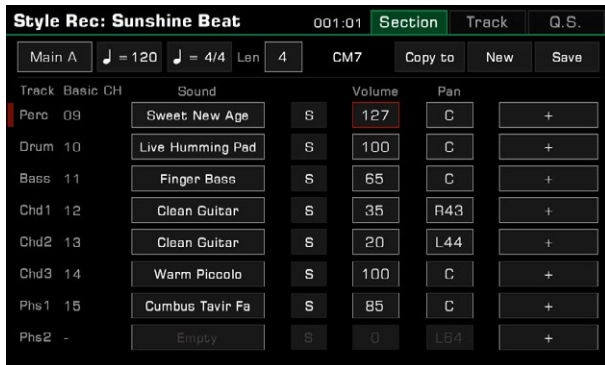 Style Rec: Sunshine Beat 001:01 Section Track Q.S.
Main A ♩ = 120 ♩ = 4/4 Len 4 CM7 Copy to New Save
Track Basic CH Sound Volume Pan
Perc 09 Sweet New Age S 127 C +
Drum 10 Live Humming Pad S 100 C +
Bass 11 Finger Bass S 65 C +
Chd1 12 Clean Guitar S 35 R43 +
Chd2 13 Clean Guitar S 20 L44 +
Chd3 14 Warm Piccolo S 100 C +
Phs1 15 Cumbus Tavir Fa S 85 C +
Phs2 - Empty S 0 L64 +